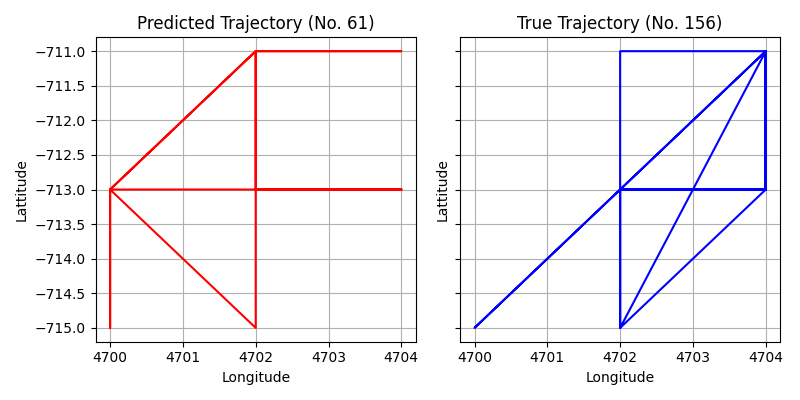 Predicted Trajectory (No. 61)
True Trajectory (No. 156)
Lattitude
−711.0
−711.5
−712.0
−712.5
−713.0
−713.5
−714.0
−714.5
−715.0
4700 4701 4702 4703 4704
Longitude
Lattitude
4700 4701 4702 4703 4704
Longitude